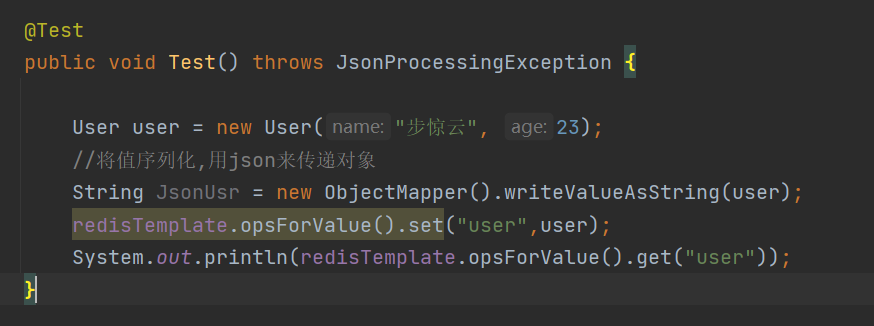 @Test
public void Test() throws JsonProcessingException {
User user = new User( name: "步惊云", age: 23);
//将值序列化,用json来传递对象
String JsonUsr = new ObjectMapper().writeValueAsString(user);
redisTemplate.opsForValue().set("user",user);
System.out.println(redisTemplate.opsForValue().get("user"));
}